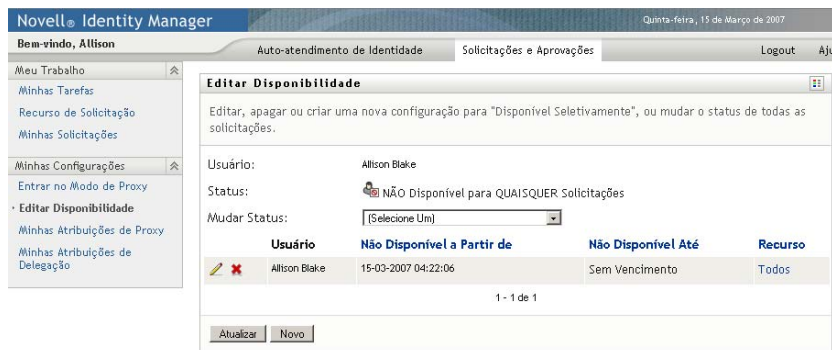 Novell® Identity Manager
Quinta-feira, 15 de Março de 2007
Bem-vindo, Allison
Auto-atendimento de Identidade
Solicitações e Aprovações
Logout
Meu Trabalho
Minhas Tarefas
Recurso de Solicitação
Minhas Solicitações
Minhas Configurações
Entrar no Modo de Proxy
Editar Disponibilidade
Minhas Atribuições de Proxy
Minhas Atribuições de
Delegação
Editar Disponibilidade
Editar, apagar ou criar uma nova configuração para "Disponível Seletivamente", ou mudar o status de todas as
solicitações.
Usuário: Allison Blake
Status: NÃO Disponível para QUAISQUER Solicitações
Mudar Status: (Selecione Um)
Usuário Não Disponível a Partir de Não Disponível Até Recurso
Allison Blake 15-03-2007 04:22:06 Sem Vencimento Todos
1 - 1 de 1
Atualizar Novo